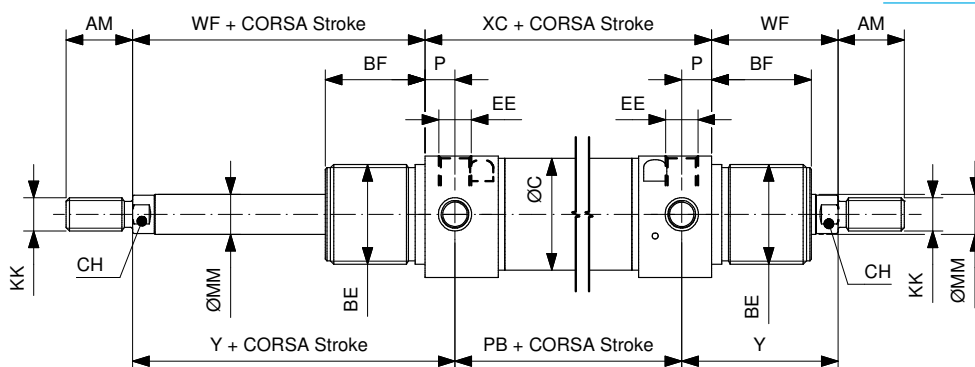 AM WF + CORSA Stroke XC + CORSA Stroke WF AM
BF P P BF
EE EE
ØC
KK CH ØMM BE BE CH KK ØMM
Y + CORSA Stroke PB + CORSA Stroke Y